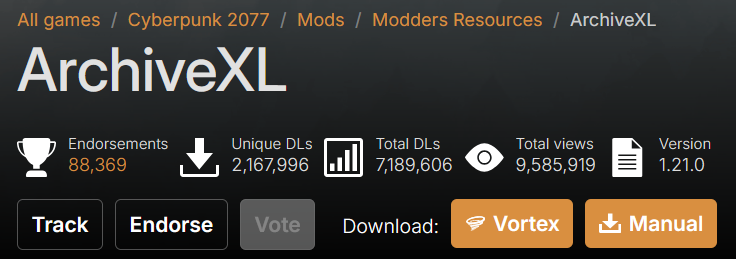 All games / Cyberpunk 2077 / Mods / Modders Resources / ArchiveXL
ArchiveXL
Endorsements Unique DLs Total DLs Total views Version
88,369 2,167,996 7,189,606 9,585,919 1.21.0
Track Endorse Vote Download: Vortex Manual